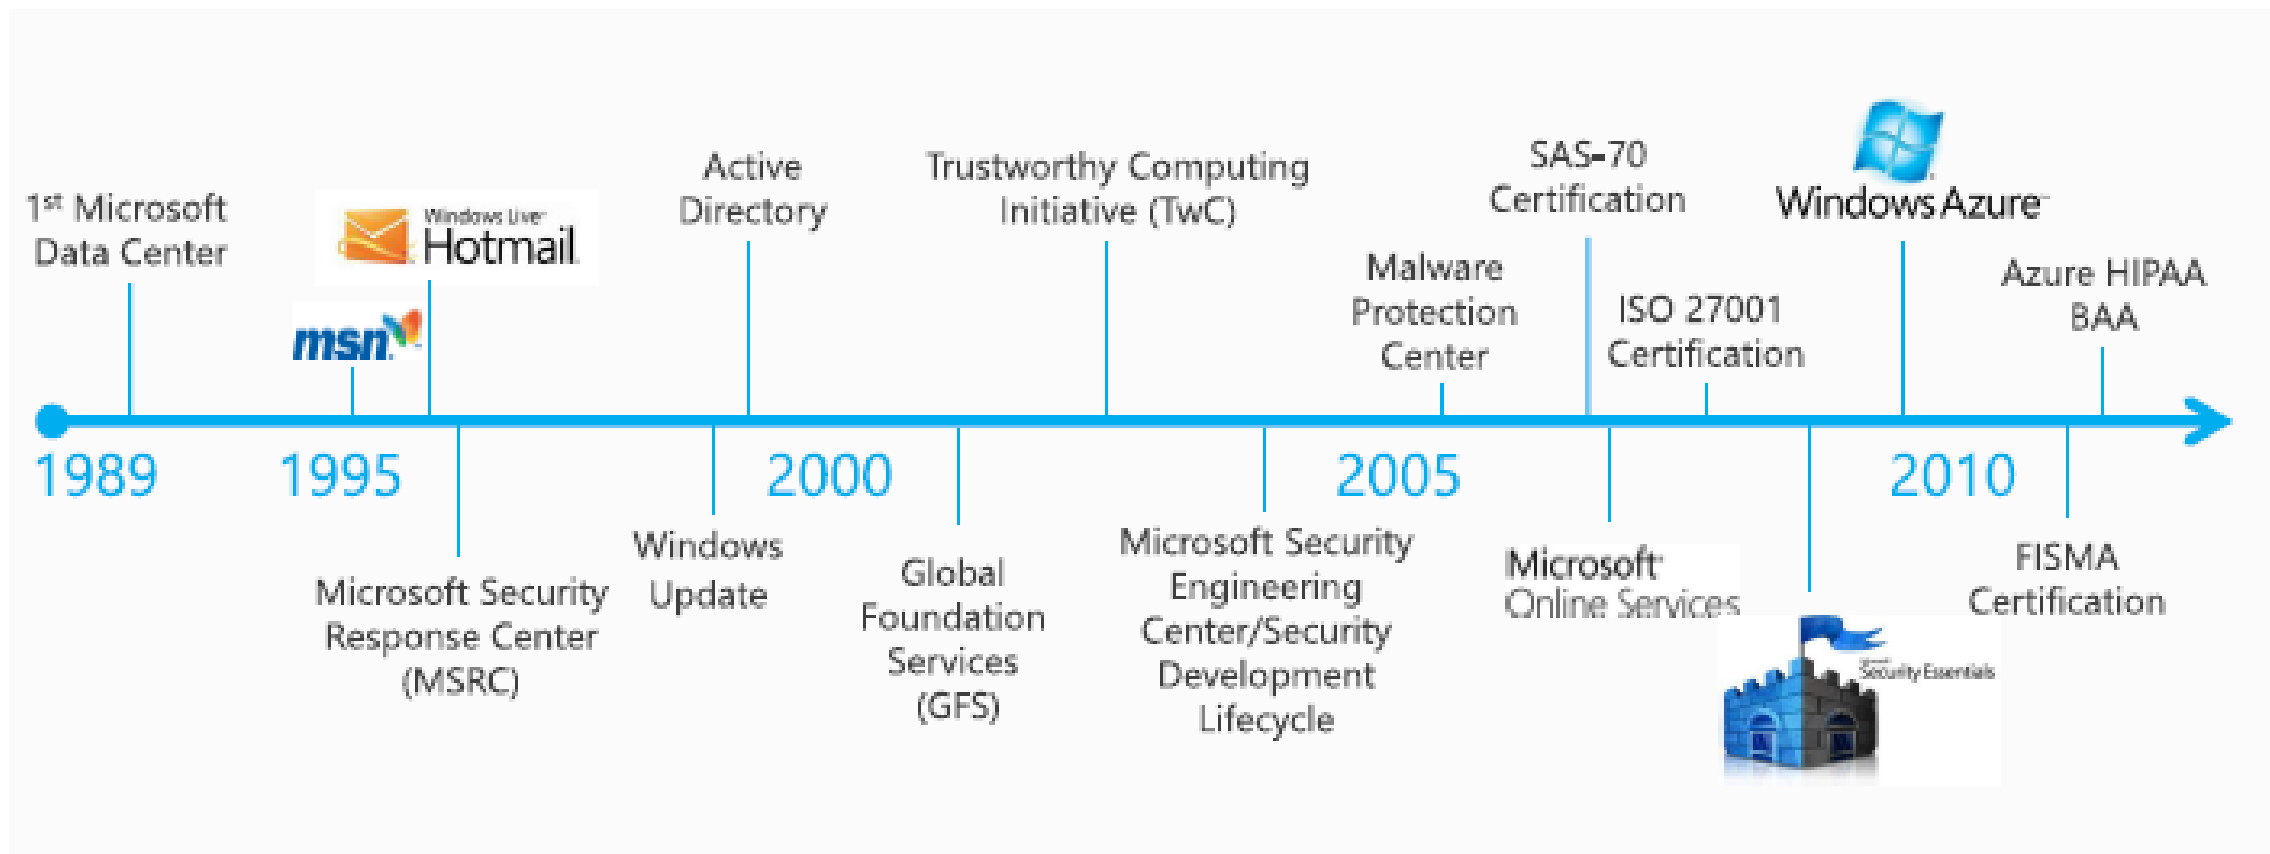 1st Microsoft
Data Center
msn
Windows Live
Hotmail
Active
Directory
Trustworthy Computing
Initiative (TwC)
Malware
Protection
Center
SAS-70
Certification
ISO 27001
Certification
Windows Azure™
Azure HIPAA
BAA
1989
1995
2000
2005
2010
Microsoft Security
Response Center
(MSRC)
Windows
Update
Global
Foundation
Services
(GFS)
Microsoft Security
Engineering
Center/Security
Development
Lifecycle
Microsoft
Online Services
Security Essentials
FISMA
Certification